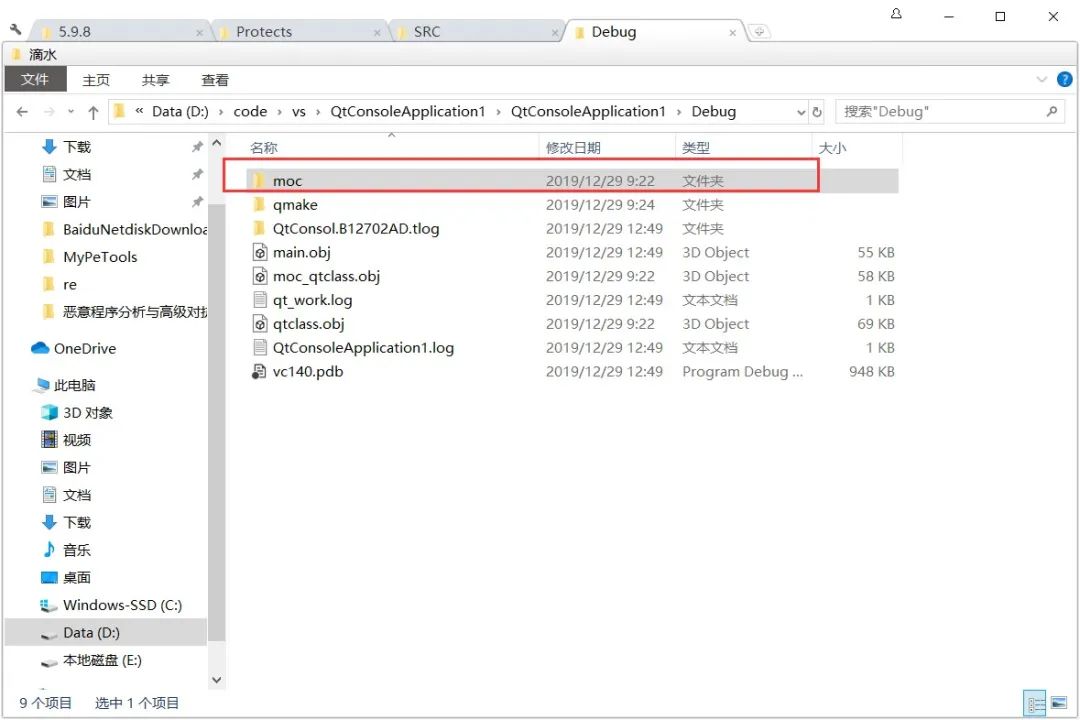 5.9.8 Protects SRC Debug
滴水
文件 主页 共享 查看
« Data (D:) › code › vs › QtConsoleApplication1 › QtConsoleApplication1 › Debug 搜索"Debug"
下载
文档
图片
BaiduNetdiskDownloa
MyPeTools
re
恶意程序分析与高级对抗
OneDrive
此电脑
3D 对象
视频
图片
文档
下载
音乐
桌面
Windows-SSD (C:)
Data (D:)
本地磁盘 (E:)
名称 修改日期 类型 大小
moc 2019/12/29 9:22 文件夹
qmake 2019/12/29 9:24 文件夹
QtConsol.B12702AD.tlog 2019/12/29 12:49 文件夹
main.obj 2019/12/29 12:49 3D Object 55 KB
moc_qtclass.obj 2019/12/29 9:22 3D Object 58 KB
qt_work.log 2019/12/29 12:49 文本文档 1 KB
qtclass.obj 2019/12/29 9:22 3D Object 69 KB
QtConsoleApplication1.log 2019/12/29 12:49 文本文档 1 KB
vc140.pdb 2019/12/29 12:49 Program Debug ... 948 KB
9 个项目 选中 1 个项目